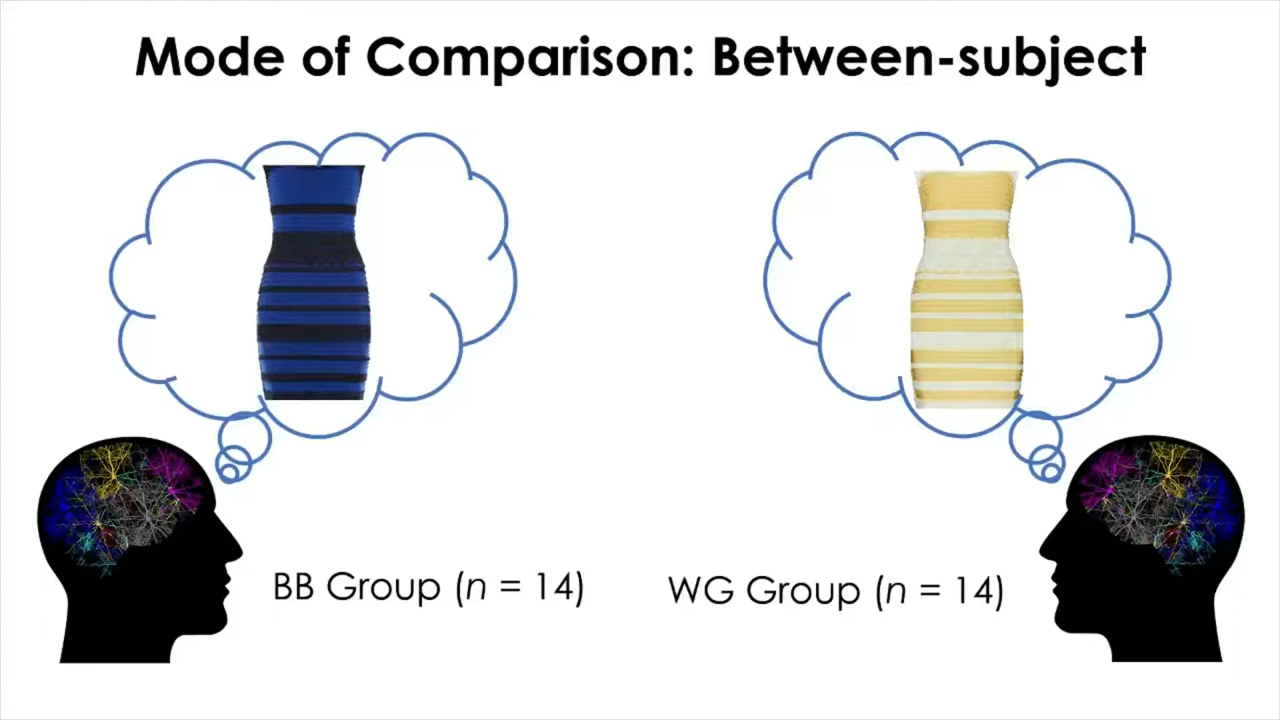 Mode of Comparison: Between-subject
BB Group (n = 14)
WG Group (n = 14)